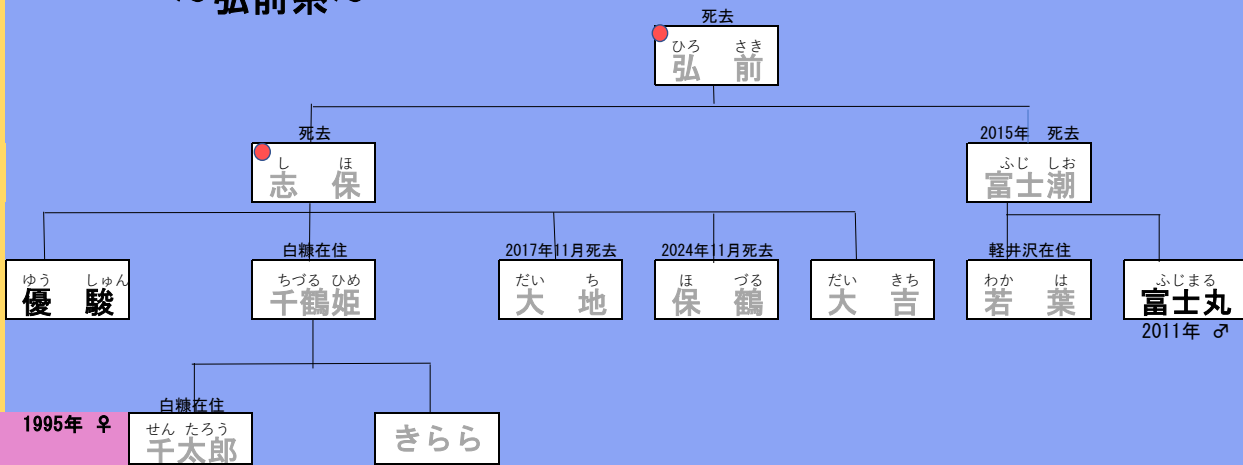 弘前系
死去
ひろ さき
弘 前
死去
し ほ
志 保
2015年 死去
ふじ しお
富士潮
ゆう しゅん
優 駿
白糠在住
ちづる ひめ
千鶴姫
2017年11月死去
だい ち
大 地
2024年11月死去
ほ づる
保 鶴
だい きち
大 吉
軽井沢在住
わか は
若 葉
ふじまる
富士丸
2011年 ♂
1995年 ♀
白糠在住
せん たろう
千太郎
きらら